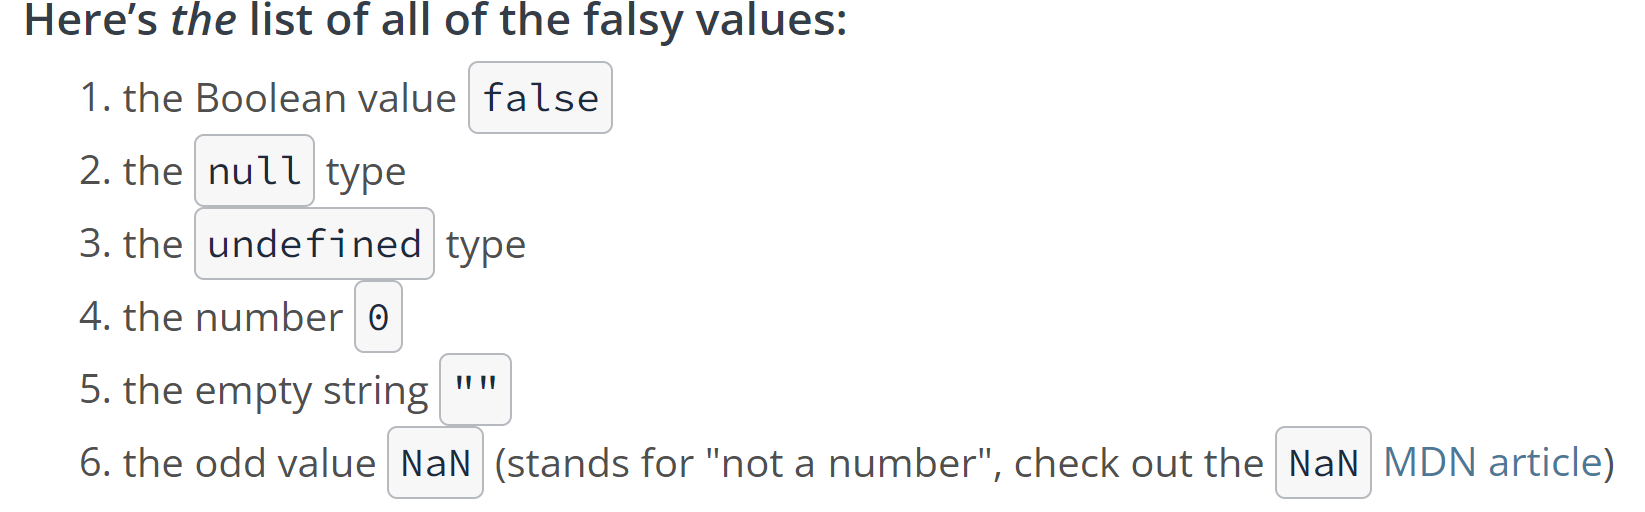 Here’s the list of all of the falsy values:
1. the Boolean value false
2. the null type
3. the undefined type
4. the number 0
5. the empty string ""
6. the odd value NaN (stands for "not a number", check out the NaN MDN article)